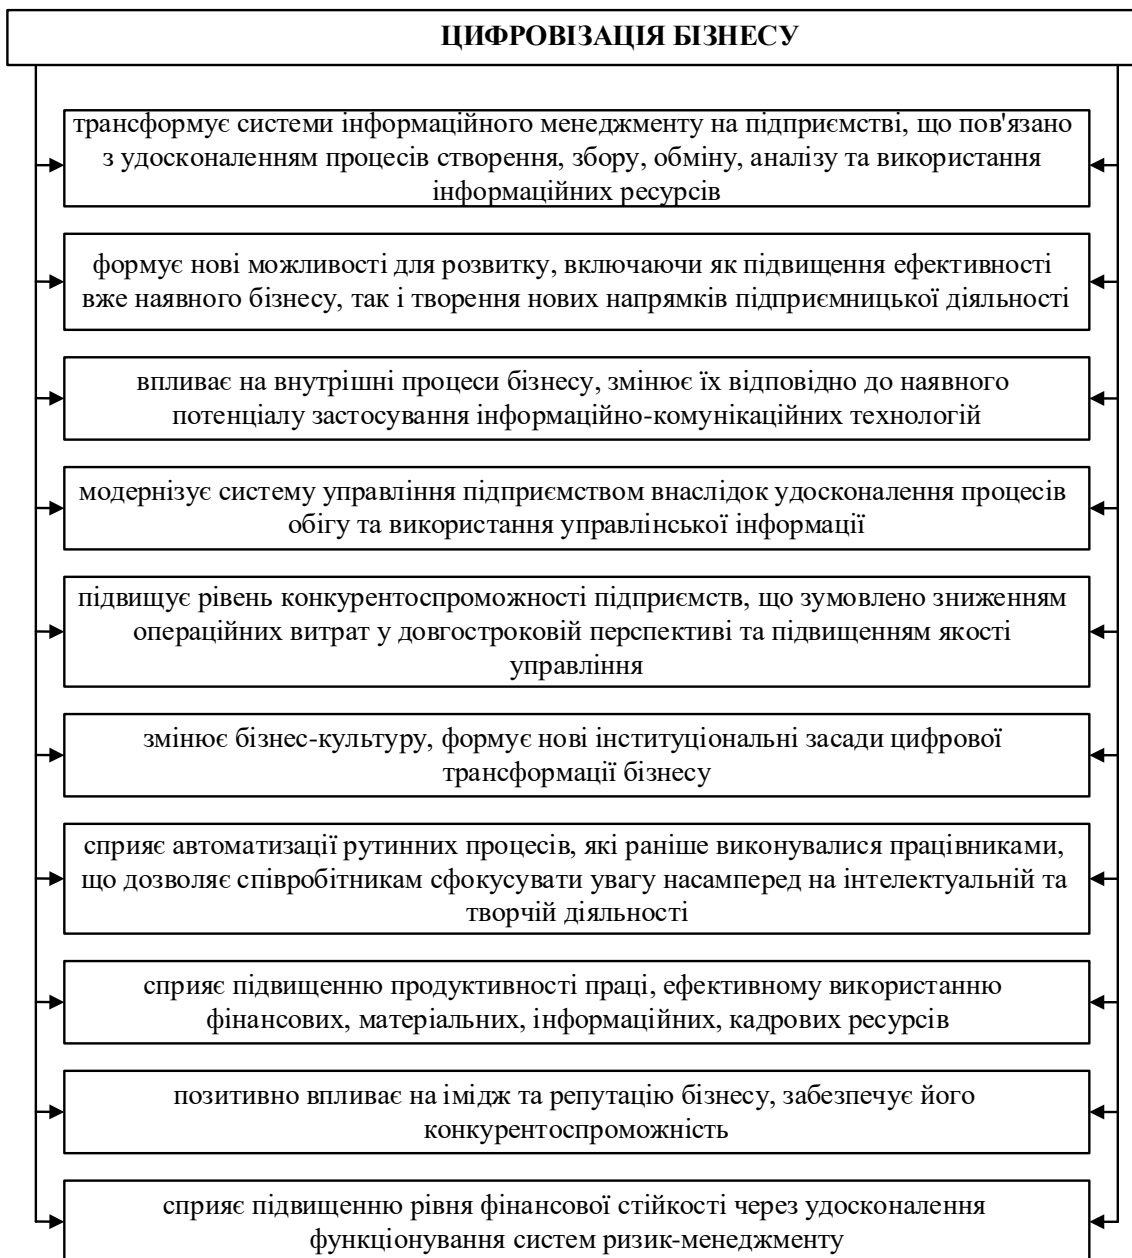 ЦИФРОВІЗАЦІЯ БІЗНЕСУ
трансформує системи інформаційного менеджменту на підприємстві, що пов'язано
з удосконаленням процесів створення, збору, обміну, аналізу та використання
інформаційних ресурсів
формує нові можливості для розвитку, включаючи як підвищення ефективності
вже наявного бізнесу, так і творення нових напрямків підприємницької діяльності
впливає на внутрішні процеси бізнесу, змінює їх відповідно до наявного
потенціалу застосування інформаційно-комунікаційних технологій
модернізує систему управління підприємством внаслідок удосконалення процесів
обігу та використання управлінської інформації
підвищує рівень конкурентоспроможності підприємств, що зумовлено зниженням
операційних витрат у довгостроковій перспективі та підвищенням якості
управління
змінює бізнес-культуру, формує нові інституціональні засади цифрової
трансформації бізнесу
сприяє автоматизації рутинних процесів, які раніше виконувалися працівниками,
що дозволяє співробітникам сфокусувати увагу насамперед на інтелектуальній та
творчій діяльності
сприяє підвищенню продуктивності праці, ефективному використанню
фінансових, матеріальних, інформаційних, кадрових ресурсів
позитивно впливає на імідж та репутацію бізнесу, забезпечує його
конкурентоспроможність
сприяє підвищенню рівня фінансової стійкості через удосконалення
функціонування систем ризик-менеджменту